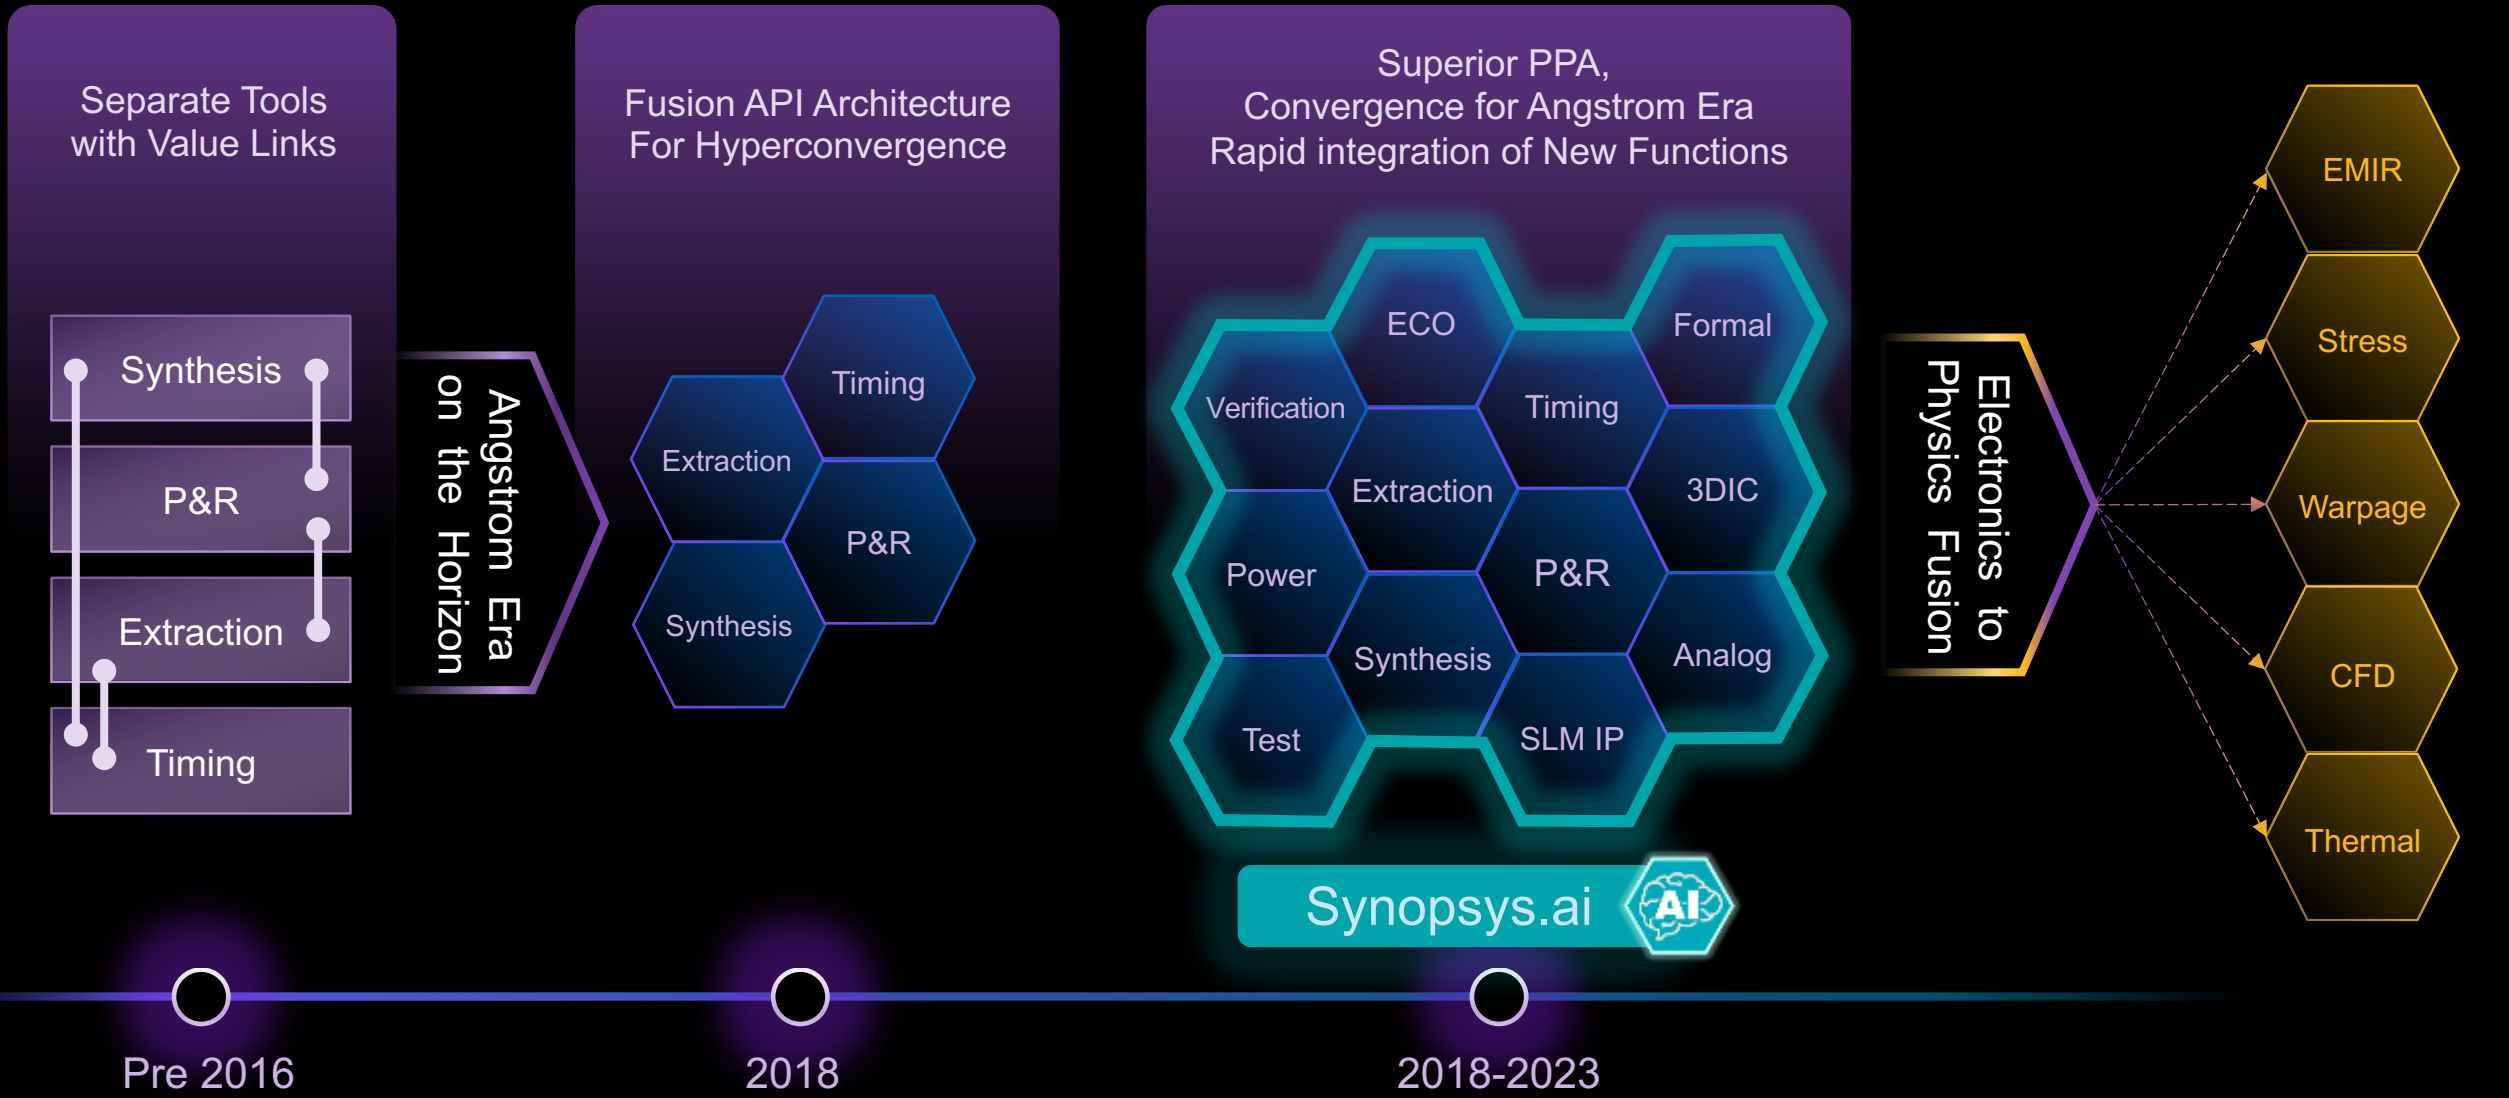 Separate Tools
with Value Links
Synthesis
P&R
Extraction
Timing
Angstrom Era
on the Horizon
Fusion API Architecture
For Hyperconvergence
Timing
Extraction
P&R
Synthesis
Superior PPA,
Convergence for Angstrom Era
Rapid integration of New Functions
ECO
Formal
Verification
Timing
Extraction
3DIC
Power
P&R
Synthesis
Analog
Test
SLM IP
Synopsys.ai
AI
Electronics to
Physics Fusion
EMIR
Stress
Warpage
CFD
Thermal
Pre 2016
2018
2018-2023